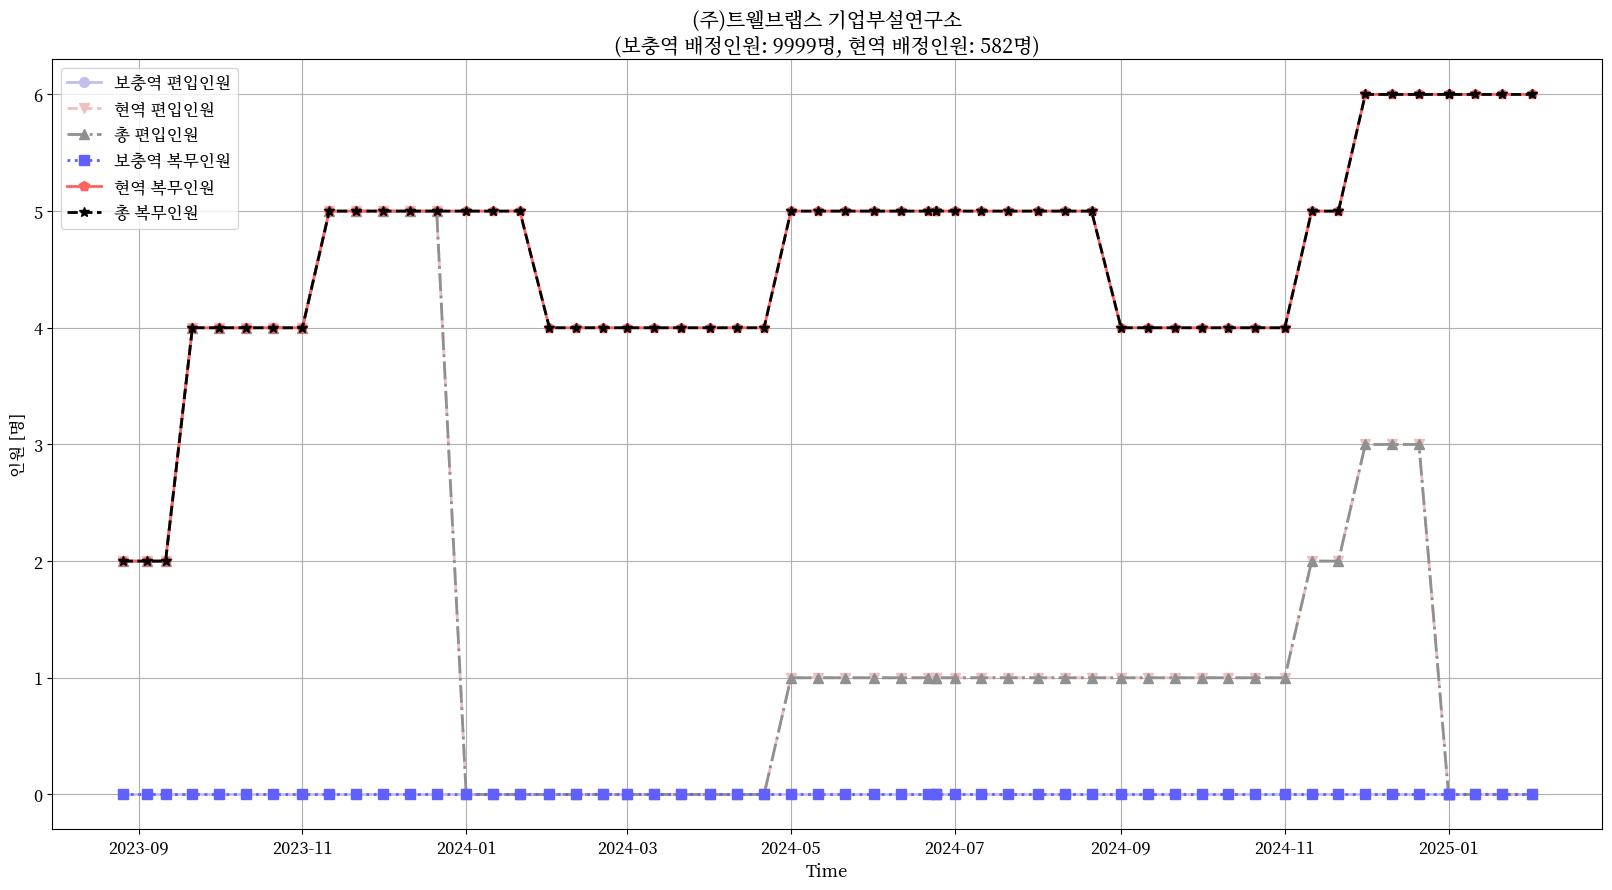 (주)트웰브랩스 기업부설연구소
(보충역 배정인원: 9999명, 현역 배정인원: 582명)
보충역 편입인원
현역 편입인원
총 편입인원
보충역 복무인원
현역 복무인원
총 복무인원
6
5
4
3
2
1
0
인원 [명]
2023-09
2023-11
2024-01
2024-03
2024-05
2024-07
2024-09
2024-11
2025-01
Time